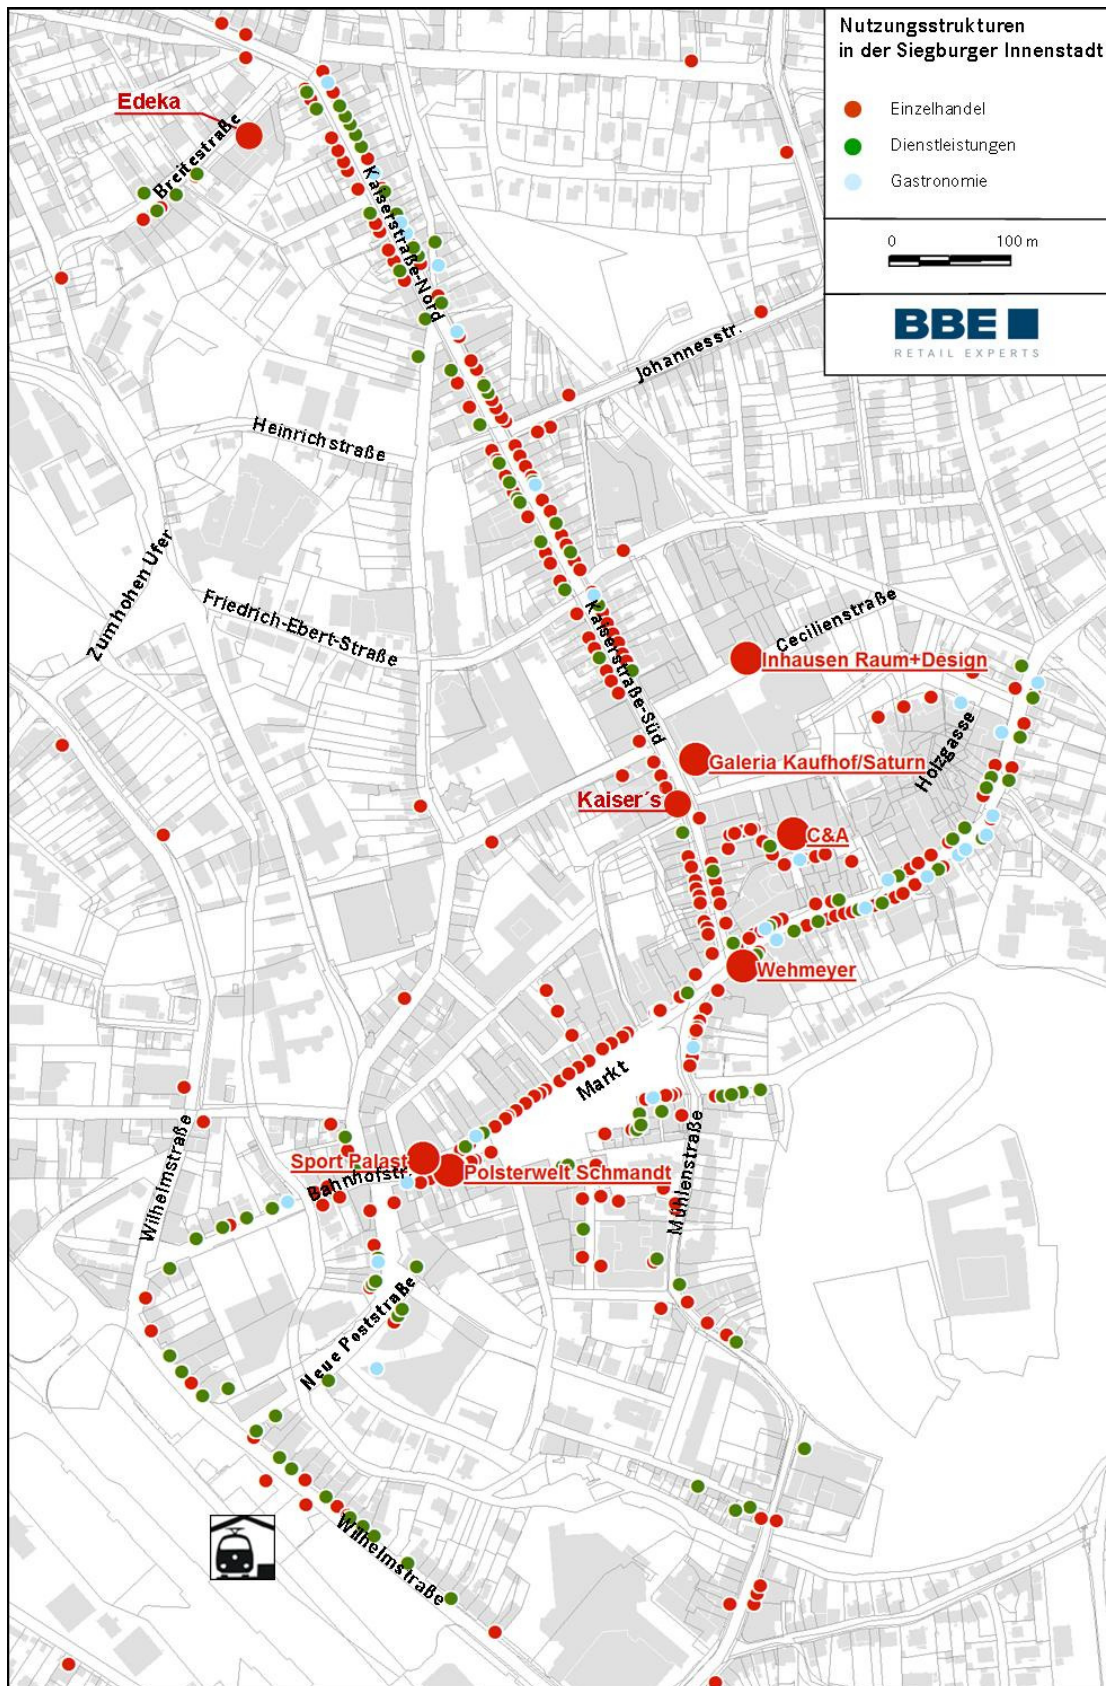 Nutzungsstrukturen
in der Siegburger Innenstadt
Einzelhandel
Dienstleistungen
Gastronomie
0 100 m
BBE
RETAIL EXPERTS
Edeka
Breitestraße
Kaiserstraße-Nord
Johannesstr.
Heinrichstraße
Zumhohen Ufer
Friedrich-Ebert-Straße
Cecilienstraße
Kaiserstraße-Süd
Inhausen Raum+Design
Holzgasse
Galeria Kaufhof/Saturn
Kaiser´s
C&A
Wehmeyer
Markt
Wilhelmstraße
Sport Palast
Bahnhofstr.
Polsterwelt Schmandt
Mühlenstraße
Neue Poststraße
Wilhelmstraße